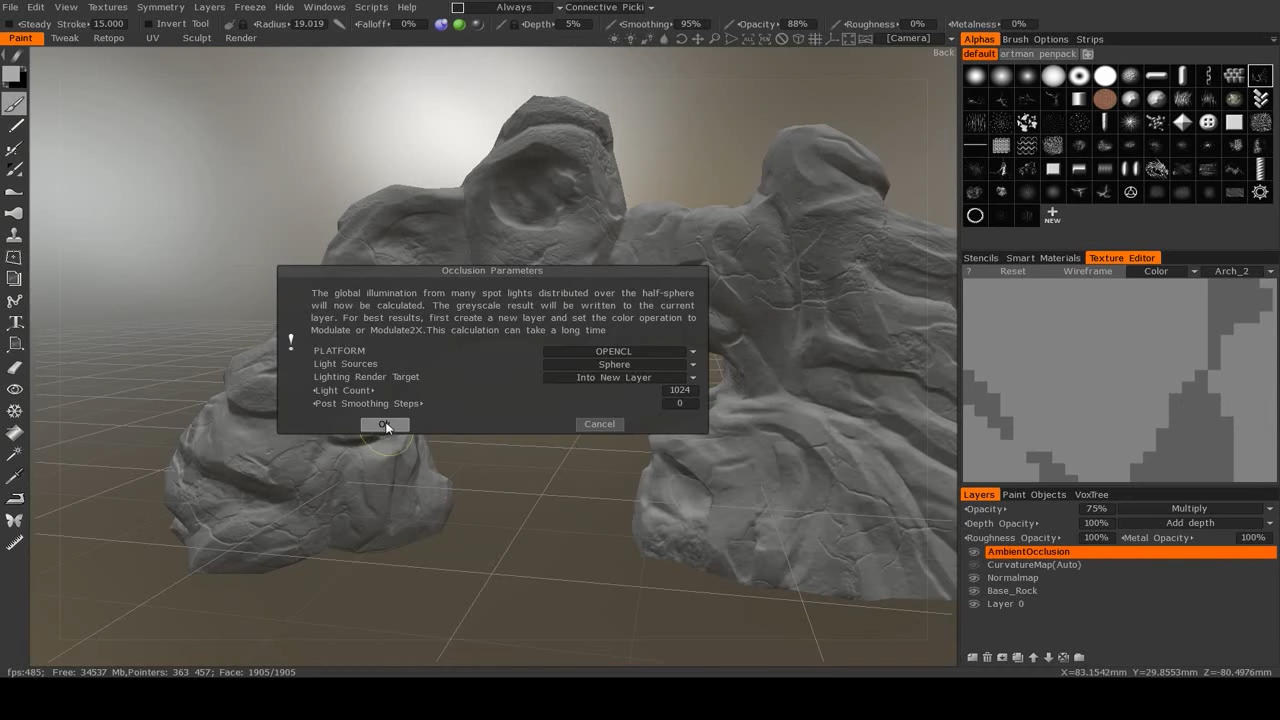 File Edit View Textures Symmetry Layers Freeze Hide Windows Scripts Help Always Connective Picki
Steady Stroke 15.000 Invert Tool Radius 19.019 Falloff 0% Depth 5% Smoothing 95% Opacity 88% Roughness 0% Metalness 0%
Paint Tweak Retopo UV Sculpt Render [Camera] Alphas Brush Options Strips
Back default artman penpack
NEW
Stencils Smart Materials Texture Editor
? Reset Wireframe Color Arch_2
Occlusion Parameters
The global illumination from many spot lights distributed over the half-sphere
will now be calculated. The greyscale result will be written to the current
layer. For best results, first create a new layer and set the color operation to
Modulate or Modulate2X.This calculation can take a long time
PLATFORM OPENCL
Light Sources Sphere
Lighting Render Target Into New Layer
Light Count 1024
Post Smoothing Steps 0
Cancel
Layers Paint Objects VoxTree
Opacity 75% Multiply
Depth Opacity 100% Add depth
Roughness Opacity 100% Metal Opacity 100%
AmbientOcclusion
CurvatureMap(Auto)
Normalmap
Base_Rock
Layer 0
fps:485; Free: 34537 Mb,Pointers: 363 457; Face: 1905/1905 X=83.1542mm Y=29.8553mm Z=-80.4976mm